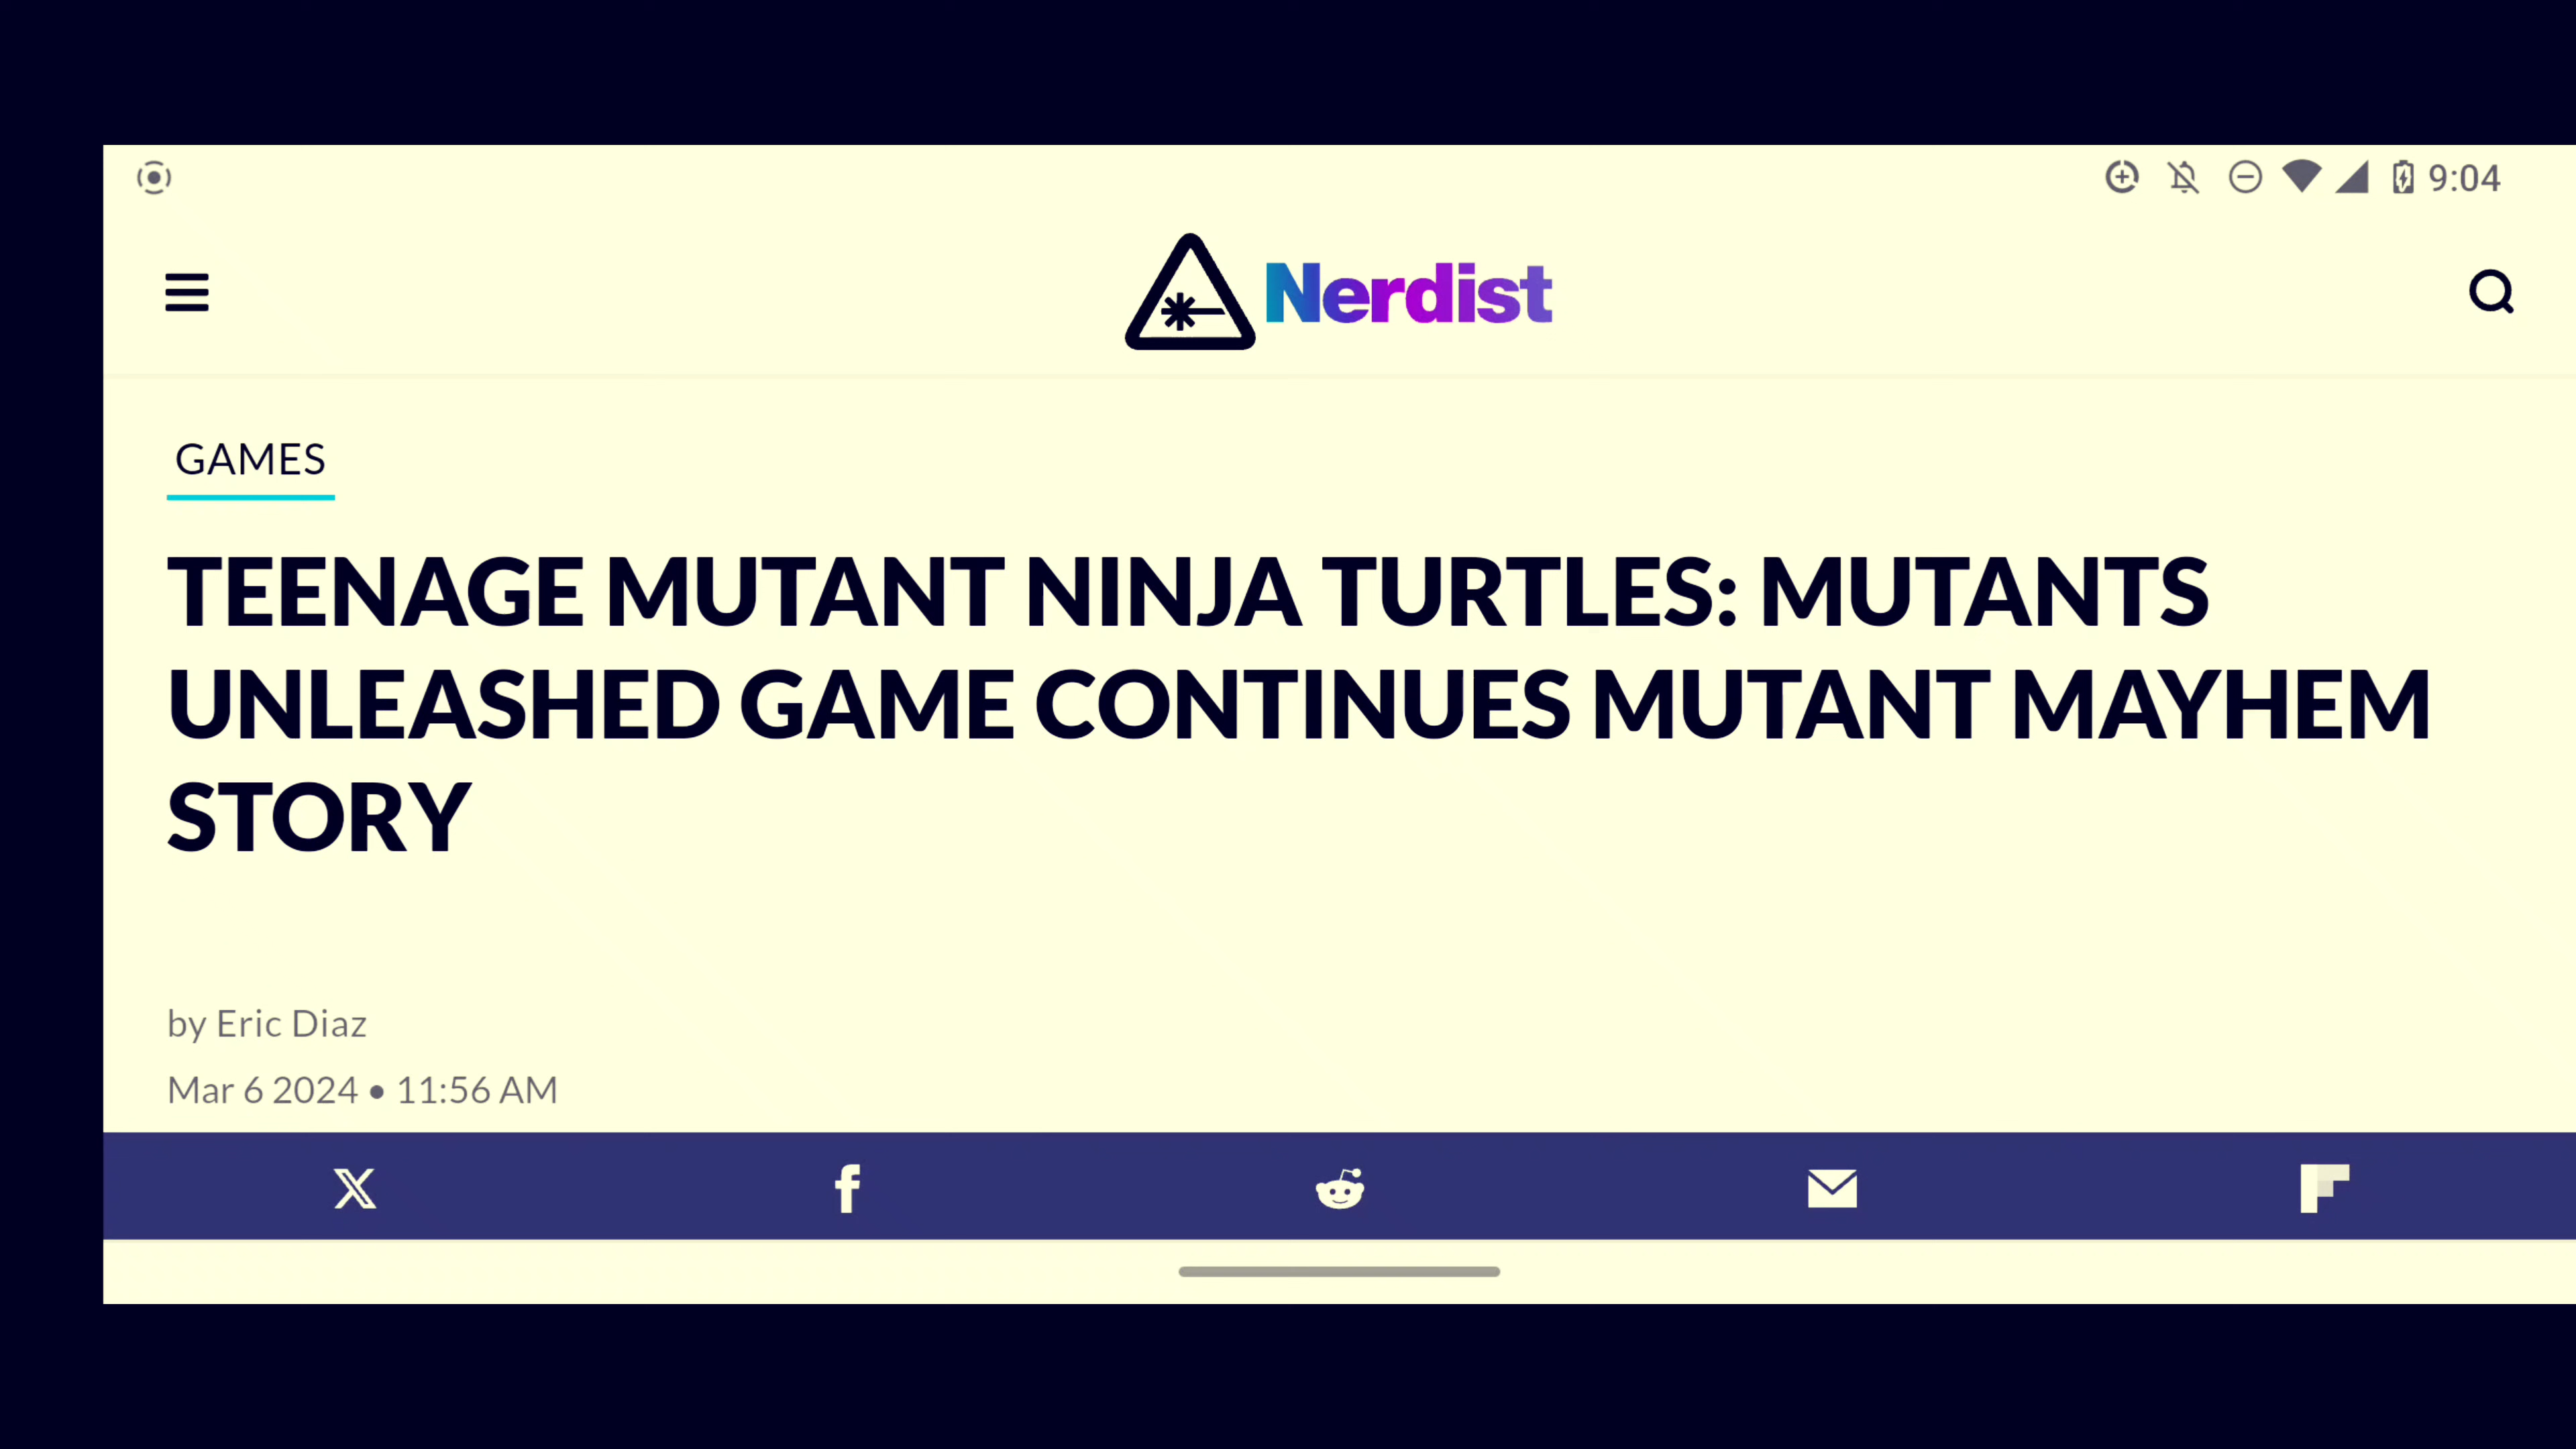 9:04
Nerdist
GAMES
TEENAGE MUTANT NINJA TURTLES: MUTANTS
UNLEASHED GAME CONTINUES MUTANT MAYHEM
STORY
by Eric Diaz
Mar 6 2024 • 11:56 AM